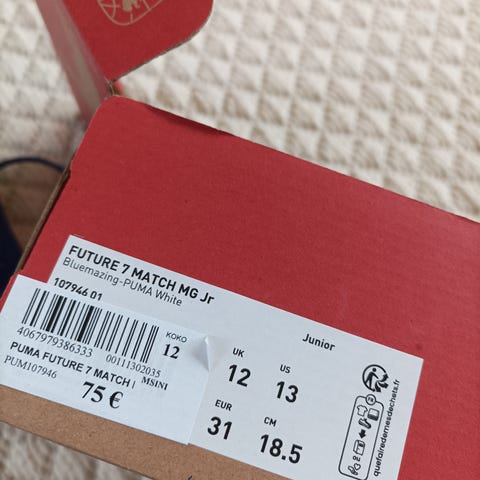 FUTURE 7 MATCH MG Jr
Bluemazing-PUMA White
107946 01
Junior
4067979386333
00111302035
KOKO
12
PUMA FUTURE 7 MATCH
MSINI
PUM107946
75 €
UK
12
US
13
EUR
31
CM
18.5
quefairedemesdechets.fr